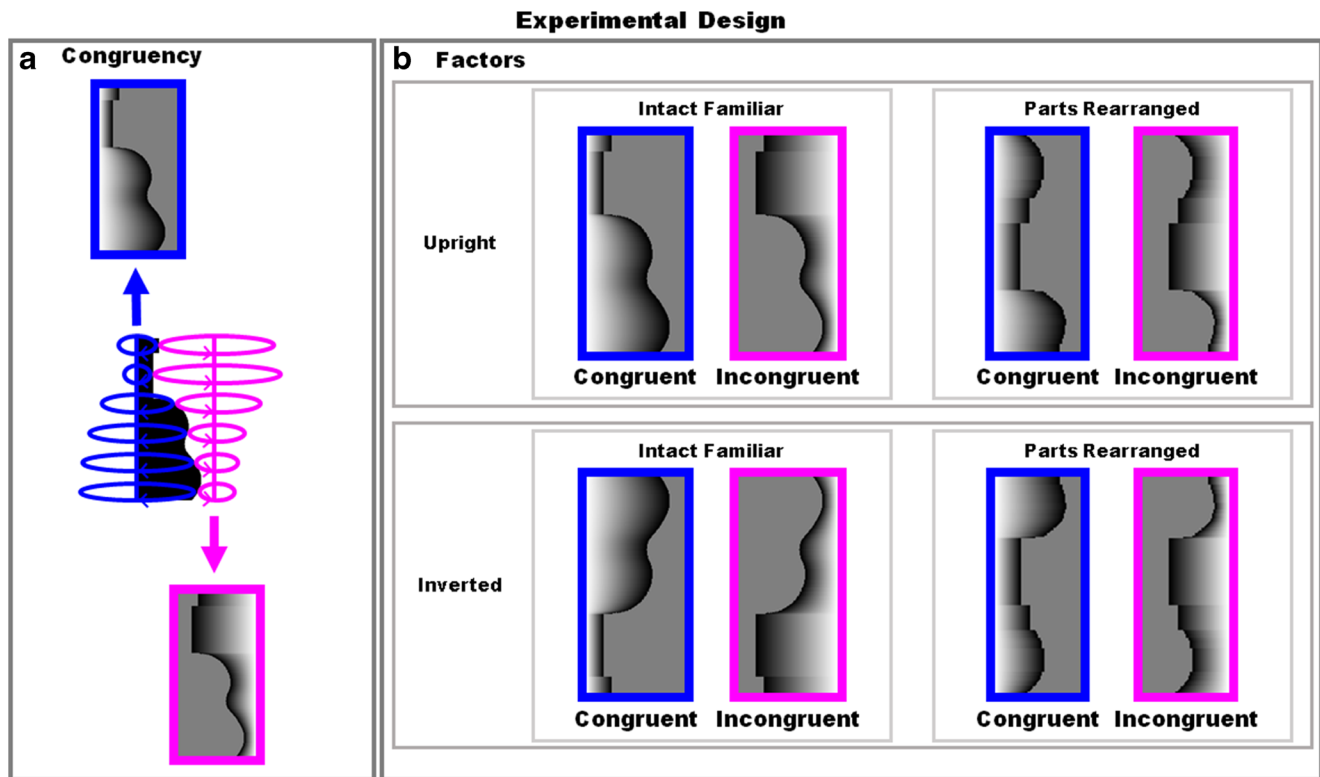 Experimental Design
a Congruency
b Factors
Intact Familiar
Parts Rearranged
Upright
Congruent Incongruent
Congruent Incongruent
Intact Familiar
Parts Rearranged
Inverted
Congruent Incongruent
Congruent Incongruent